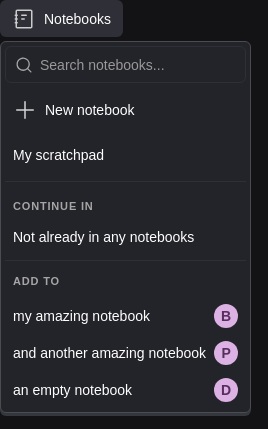 Notebooks
Search notebooks...
New notebook
My scratchpad
CONTINUE IN
Not already in any notebooks
ADD TO
my amazing notebook B
and another amazing notebook P
an empty notebook D